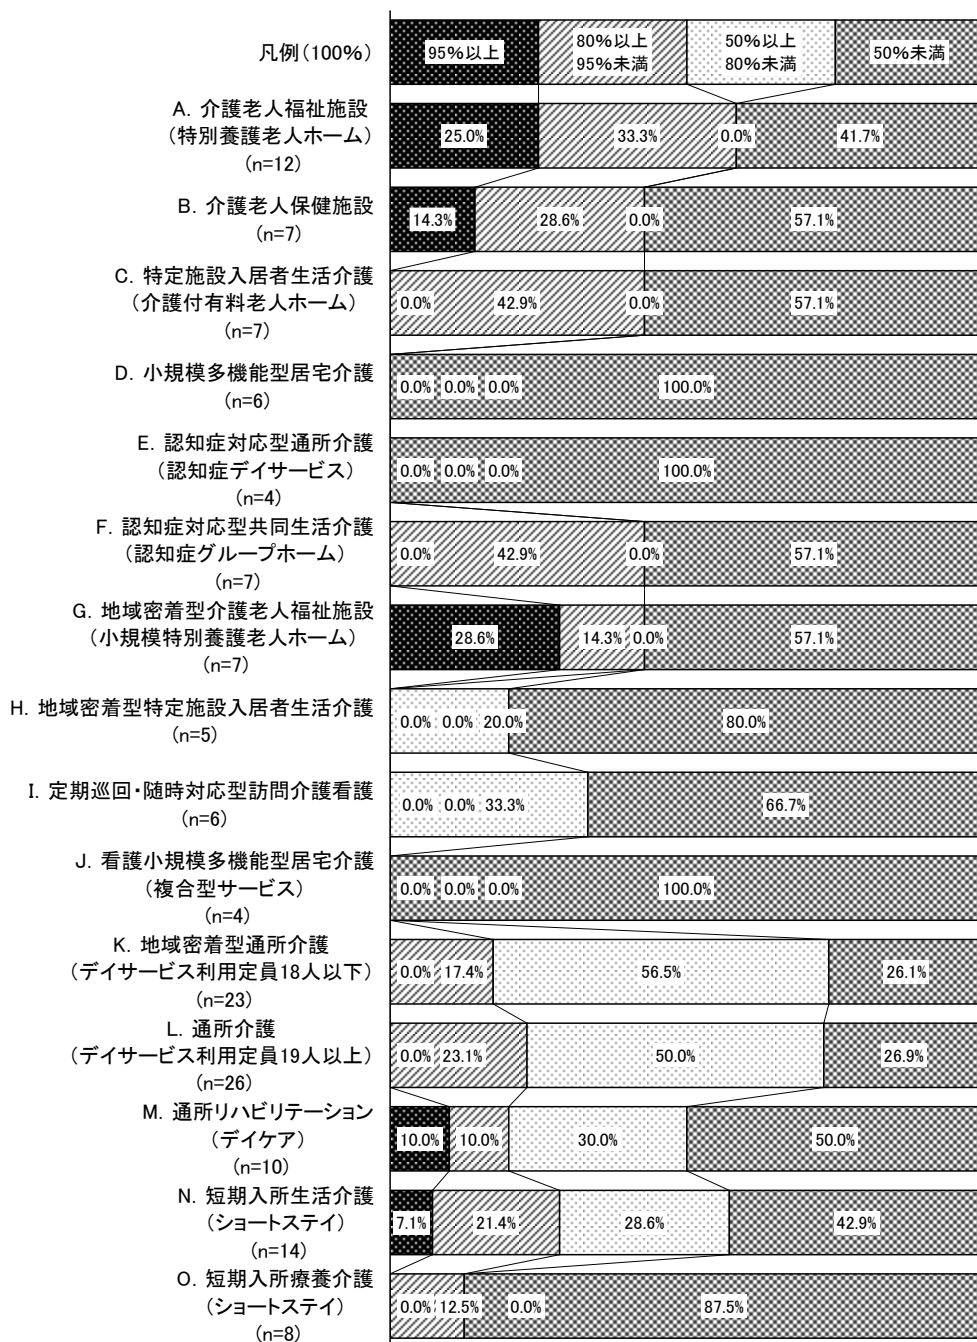 凡例(100%)
95%以上
80%以上
95%未満
50%以上
80%未満
50%未満
A. 介護老人福祉施設
(特別養護老人ホーム)
(n=12)
25.0% 33.3% 0.0% 41.7%
B. 介護老人保健施設
(n=7)
14.3% 28.6% 0.0% 57.1%
C. 特定施設入居者生活介護
(介護付有料老人ホーム)
(n=7)
0.0% 42.9% 0.0% 57.1%
D. 小規模多機能型居宅介護
(n=6)
0.0% 0.0% 0.0% 100.0%
E. 認知症対応型通所介護
(認知症デイサービス)
(n=4)
0.0% 0.0% 0.0% 100.0%
F. 認知症対応型共同生活介護
(認知症グループホーム)
(n=7)
0.0% 42.9% 0.0% 57.1%
G. 地域密着型介護老人福祉施設
(小規模特別養護老人ホーム)
(n=7)
28.6% 14.3% 0.0% 57.1%
H. 地域密着型特定施設入居者生活介護
(n=5)
0.0% 0.0% 20.0% 80.0%
I. 定期巡回・随時対応型訪問介護看護
(n=6)
0.0% 0.0% 33.3% 66.7%
J. 看護小規模多機能型居宅介護
(複合型サービス)
(n=4)
0.0% 0.0% 0.0% 100.0%
K. 地域密着型通所介護
(デイサービス利用定員18人以下)
(n=23)
0.0% 17.4% 56.5% 26.1%
L. 通所介護
(デイサービス利用定員19人以上)
(n=26)
0.0% 23.1% 50.0% 26.9%
M. 通所リハビリテーション
(デイケア)
(n=10)
10.0% 10.0% 30.0% 50.0%
N. 短期入所生活介護
(ショートステイ)
(n=14)
7.1% 21.4% 28.6% 42.9%
O. 短期入所療養介護
(ショートステイ)
(n=8)
0.0% 12.5% 0.0% 87.5%